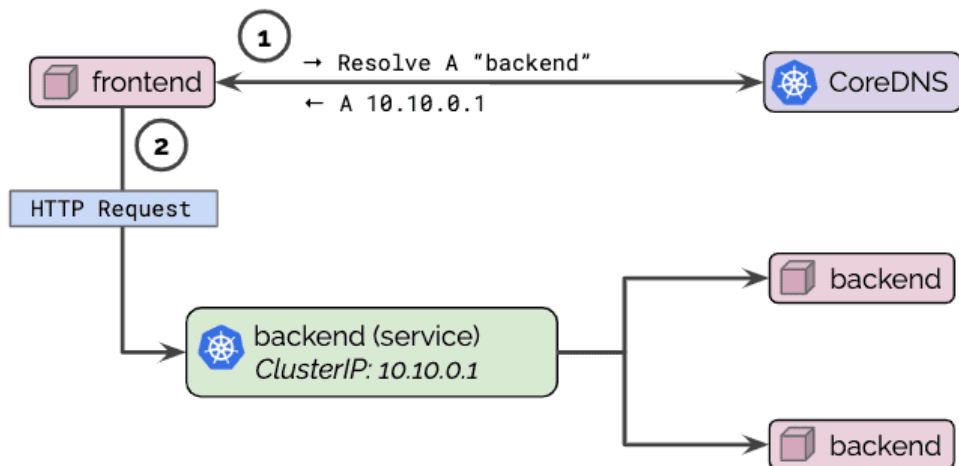 1
→ Resolve A “backend”
frontend
CoreDNS
← A 10.10.0.1
2
HTTP Request
backend
backend (service)
ClusterIP: 10.10.0.1
backend